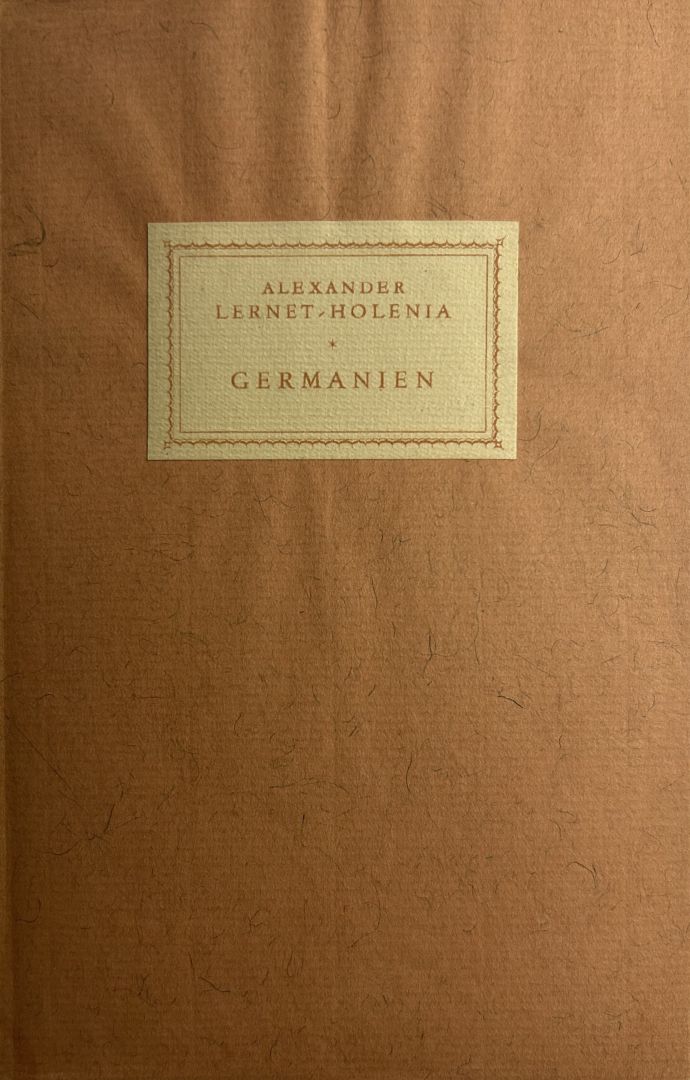 ALEXANDER
LERNET-HOLENIA
*
GERMANIEN